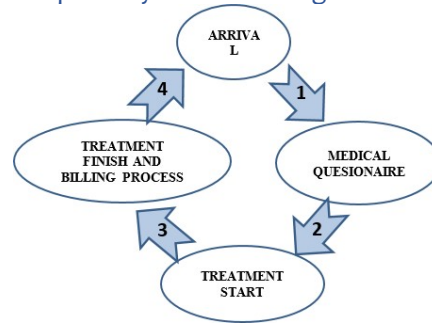 ARRIVA
L
1
MEDICAL
QUESIONAIRE
2
TREATMENT
START
3
TREATMENT
FINISH AND
BILLING PROCESS
4